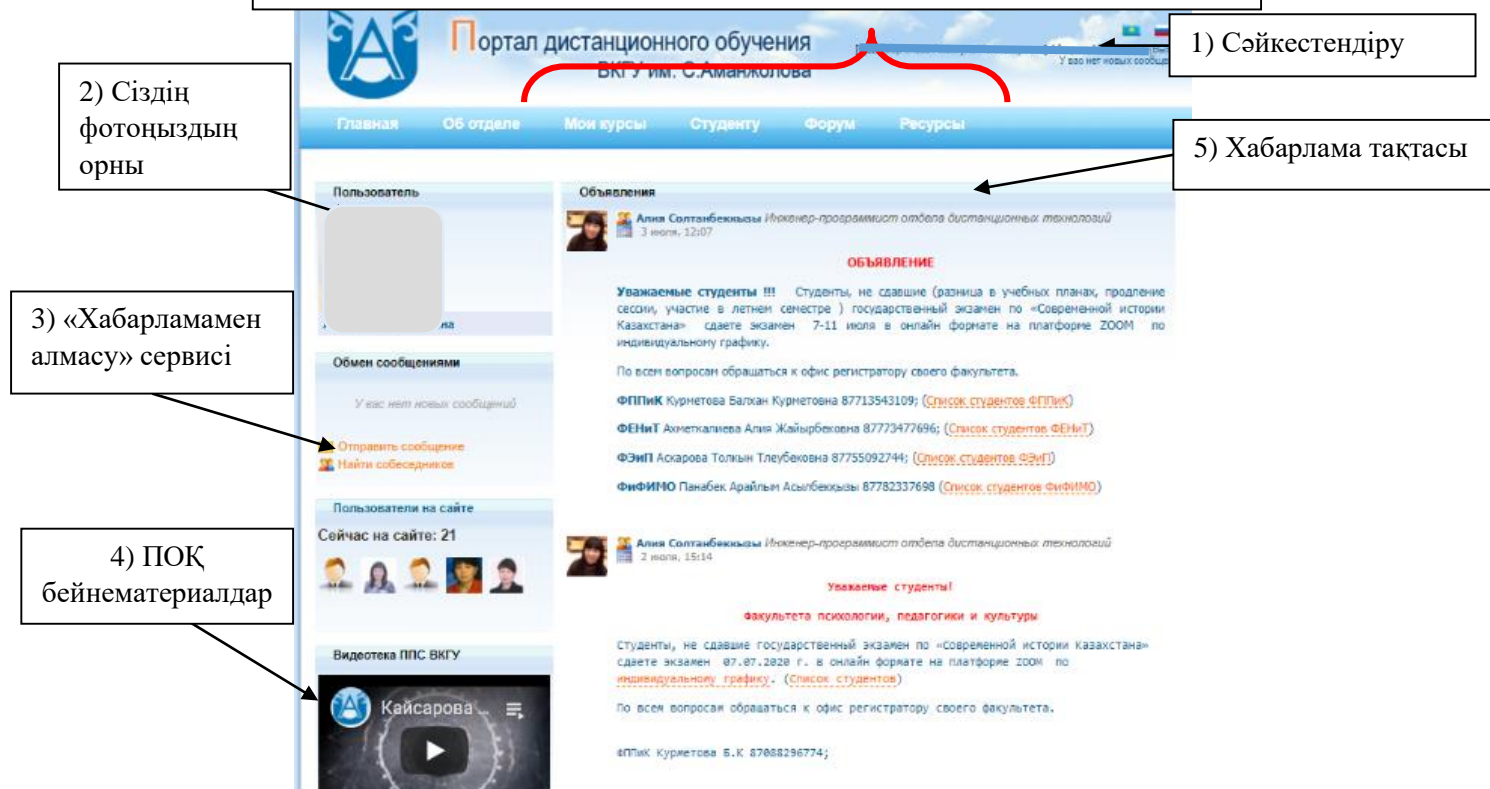 Портал дистанционного обучения
ВКГУ им. С.Аманжолова
У вас нет новых сообще
1) Сәйкестендіру
2) Сіздің
фотоңыздың
орны
Главная Об отделе Мои курсы Студенту Форум Ресурсы
5) Хабарлама тақтасы
Пользователь
на
3) «Хабарламамен
алмасу» сервисі
Обмен сообщениями
У вас нет новых сообщений
Отправить сообщение
Найти собеседников
Пользователи на сайте
Сейчас на сайте: 21
4) ПОҚ
бейнематериалдар
Видеотека ППС ВКГУ
Кайсарова ...
Объявления
Алия Солтанбеккызы Инженер-программист отдела дистанционных технологий
3 июля, 12:07
ОБЪЯВЛЕНИЕ
Уважаемые студенты !!! Студенты, не сдавшие (разница в учебных планах, продление
сессии, участие в летнем семестре ) государственный экзамен по «Современной истории
Казахстана» сдаете экзамен 7-11 июля в онлайн формате на платформе ZOOM по
индивидуальному графику.
По всем вопросам обращаться к офис регистратору своего факультета.
ФППиК Курметова Балхан Курметовна 87713543109; (Список студентов ФППиК)
ФЕНиТ Ахметкалиева Алия Жайырбековна 87773477696; (Список студентов ФЕНиТ)
ФЭиП Аскарова Толкын Тлеубековна 87755092744; (Список студентов ФЭиП)
ФиФИМО Панабек Арайлым Асылбекқызы 87782337698 (Список студентов ФиФИМО)
Алия Солтанбеккызы Инженер-программист отдела дистанционных технологий
2 июля, 15:14
Уважаемые студенты!
Факультета психологии, педагогики и культуры
Студенты, не сдавшие государственный экзамен по «Современной истории Казахстана»
сдаете экзамен 07.07.2020 г. в онлайн формате на платформе ZOOM по
индивидуальному графику. (Список студентов)
По всем вопросам обращаться к офис регистратору своего факультета.
ФППиК Курметова Б.К 87088296774;